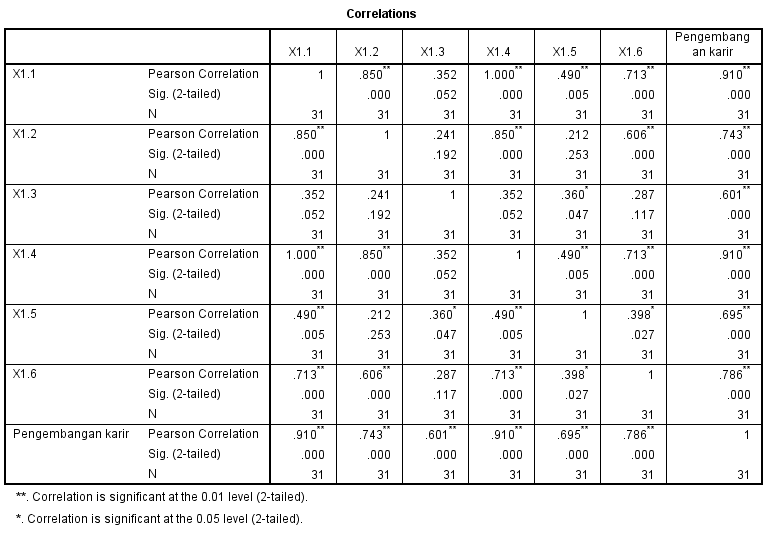 Correlations
X1.1 X1.2 X1.3 X1.4 X1.5 X1.6 Pengembang
an karir
X1.1 Pearson Correlation 1 .850** .352 1.000** .490** .713** .910**
Sig. (2-tailed) .000 .052 .000 .005 .000 .000
N 31 31 31 31 31 31 31
X1.2 Pearson Correlation .850** 1 .241 .850** .212 .606** .743**
Sig. (2-tailed) .000 .192 .000 .253 .000 .000
N 31 31 31 31 31 31 31
X1.3 Pearson Correlation .352 .241 1 .352 .360* .287 .601**
Sig. (2-tailed) .052 .192 .052 .047 .117 .000
N 31 31 31 31 31 31 31
X1.4 Pearson Correlation 1.000** .850** .352 1 .490** .713** .910**
Sig. (2-tailed) .000 .000 .052 .005 .000 .000
N 31 31 31 31 31 31 31
X1.5 Pearson Correlation .490** .212 .360* .490** 1 .398* .695**
Sig. (2-tailed) .005 .253 .047 .005 .027 .000
N 31 31 31 31 31 31 31
X1.6 Pearson Correlation .713** .606** .287 .713** .398* 1 .786**
Sig. (2-tailed) .000 .000 .117 .000 .027 .000
N 31 31 31 31 31 31 31
Pengembangan karir Pearson Correlation .910** .743** .601** .910** .695** .786** 1
Sig. (2-tailed) .000 .000 .000 .000 .000 .000
N 31 31 31 31 31 31 31
**. Correlation is significant at the 0.01 level (2-tailed).
*. Correlation is significant at the 0.05 level (2-tailed).